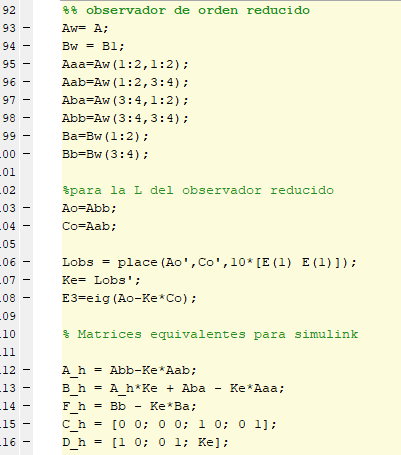 92 %% observador de orden reducido
93 – Aw= A;
94 – Bw = B1;
95 – Aaa=Aw(1:2,1:2);
96 – Aab=Aw(1:2,3:4);
97 – Aba=Aw(3:4,1:2);
98 – Abb=Aw(3:4,3:4);
99 – Ba=Bw(1:2);
00 – Bb=Bw(3:4);
01
02 %para la L del observador reducido
03 – Ao=Abb;
04 – Co=Aab;
05
06 – Lobs = place(Ao',Co',10*[E(1) E(1)]);
07 – Ke= Lobs';
08 – E3=eig(Ao-Ke*Co);
09
10 % Matrices equivalentes para simulink
11
12 – A_h = Abb-Ke*Aab;
13 – B_h = A_h*Ke + Aba - Ke*Aaa;
14 – F_h = Bb - Ke*Ba;
15 – C_h = [0 0; 0 0; 1 0; 0 1];
16 – D_h = [1 0; 0 1; Ke];